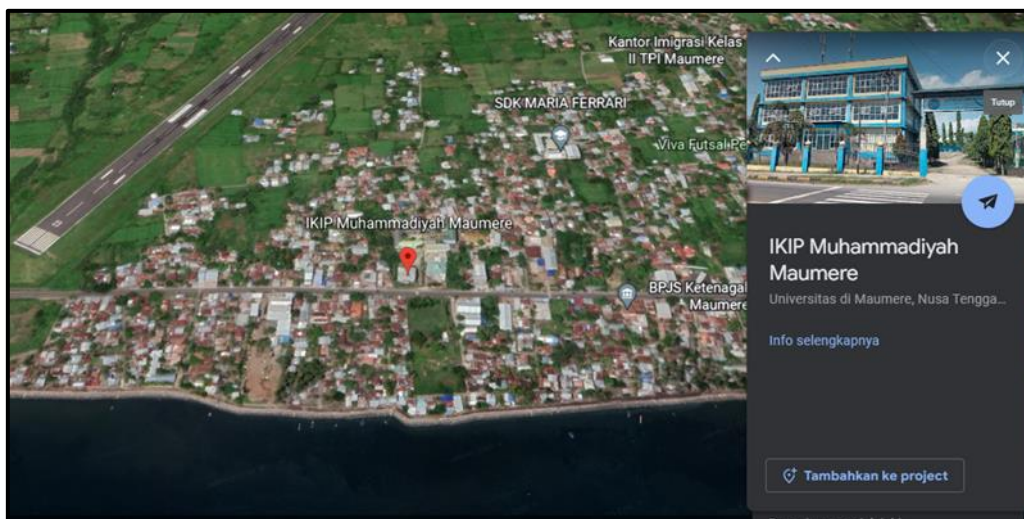 Kantor Imigrasi Kelas
II TPI Maumere
SDK MARIA FERRARI
Viva Futsal Pe
IKIP Muhammadiyah Maumere
BPJS Ketenagal
Maumere
Tutup
IKIP Muhammadiyah
Maumere
Universitas di Maumere, Nusa Tengga...
Info selengkapnya
Tambahkan ke project